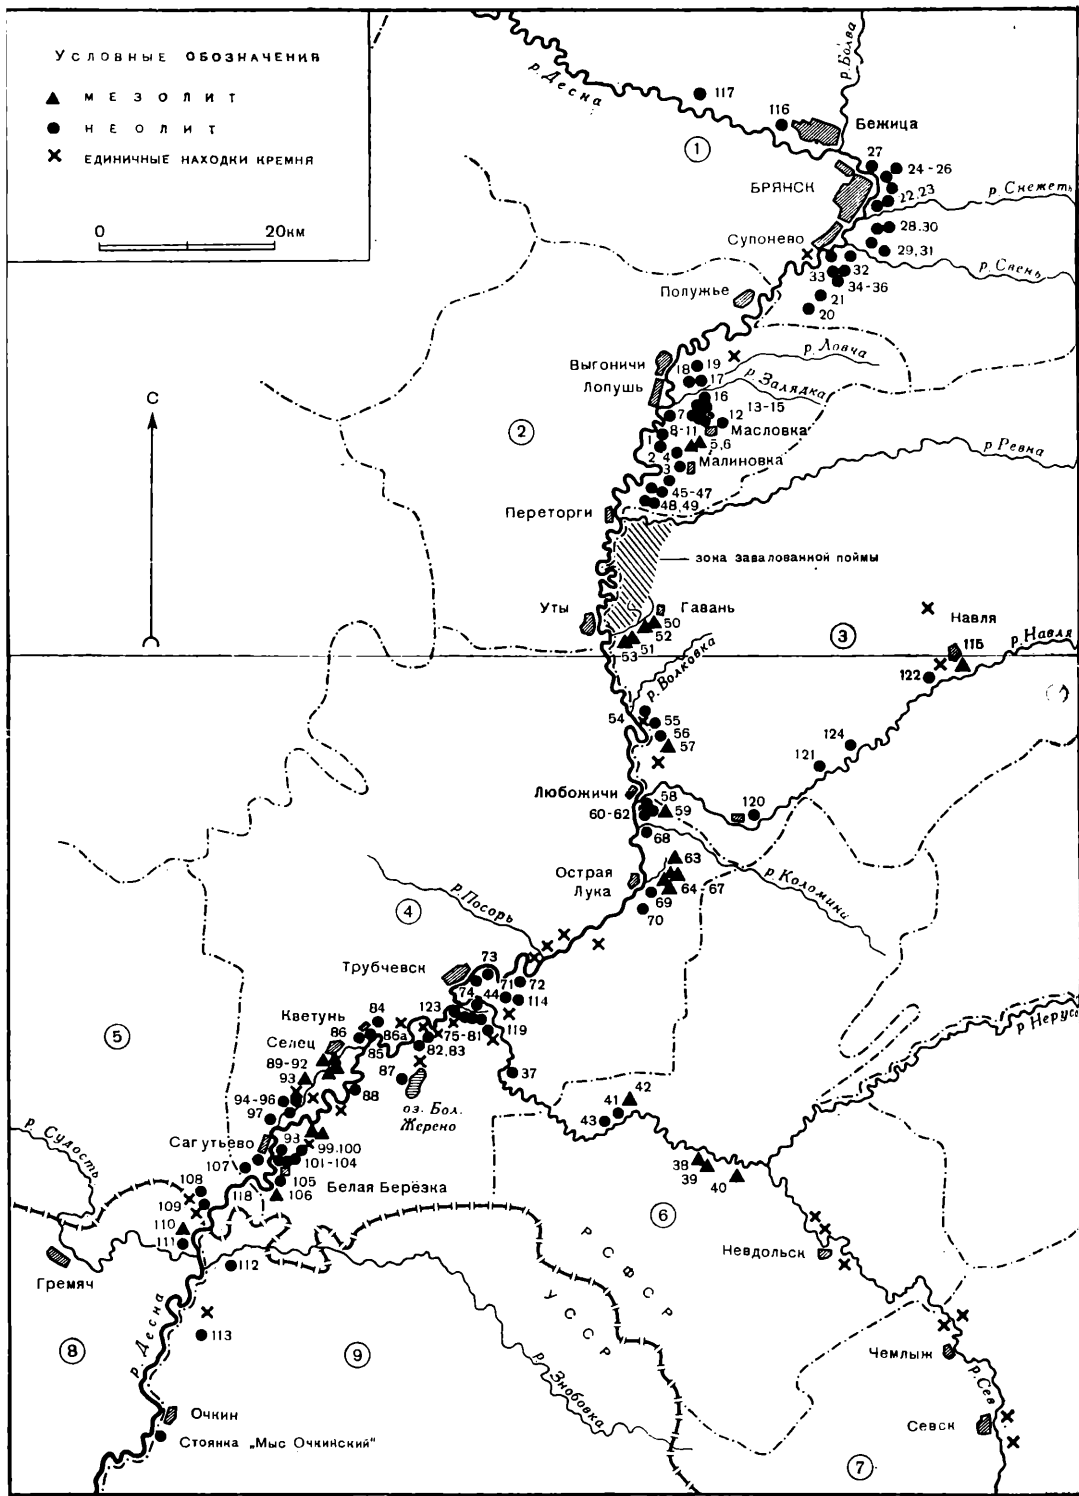 Условные обозначения
мезолит
неолит
единичные находки кремня
0 20км
р. Десна
р. Болва
117
116
Бежица
1
27
24-26
БРЯНСК
22,23
р. Снежеть
28.30
Супонево
29,31
р. Свень
33
32
34-36
Полужье
21
20
р. Ловча
Выгоничи
19
18
17
Лопушь
р. Залядка
16
13-15
7
12
С
2
8-11
Масловка
1
5,6
2
4
3
Малиновка
р Ревна
45-47
48,49
Переторги
зона завалованной поймы
Уты
Гавань
50
52
51
53
Навля
3
115
р. Навля
122
р. Волковка
54
55
56
57
124
121
Любожичи
58
60-62
59
120
68
63
Острая
Лука
64-67
69
70
р. Коломина
р. Посорь
4
73
Трубчевск
71
72
74
44
114
123
84
Кветунь
86
86а
75-81
119
5
Селец
85
82,83
р Нерусса
89-92
93
87
37
94-96
88
оз. Бол.
Жерено
42
41
97
43
р. Судость
Сагутьево
98
99.100
107
101-104
38
39
40
108
105
118
106
Белая Берёзка
109
110
6
111
Невдольск
Гремяч
112
РСФСР
УССР
113
р. Десна
8
9
Чемлыж
р. Знобовка
р. Сев
Очкин
Севск
Стоянка „Мыс Очкинский"
7